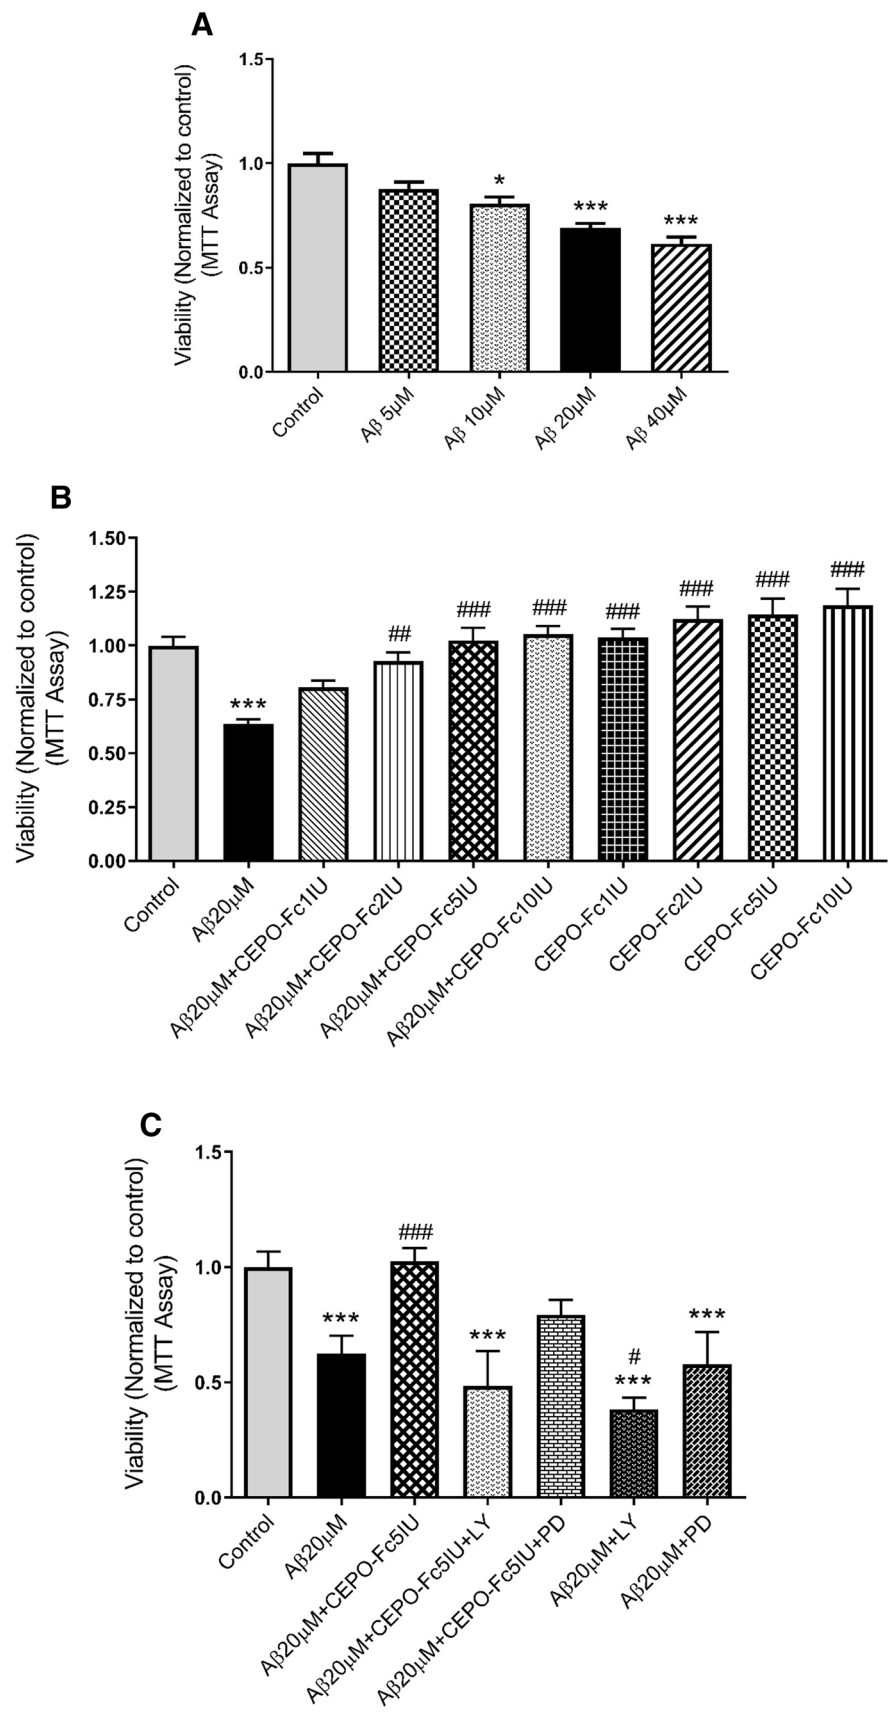 A
Viability (Normalized to control)
(MTT Assay)
1.5
1.0
0.5
0.0
*
***
***
Control
Aβ 5μM
Aβ 10μM
Aβ 20μM
Aβ 40μM
B
Viability (Normalized to control)
(MTT Assay)
1.50
1.25
1.00
0.75
0.50
0.25
0.00
***
##
###
###
###
###
###
###
Control
Aβ20μM
Aβ20μM+CEPO-Fc1IU
Aβ20μM+CEPO-Fc2IU
Aβ20μM+CEPO-Fc5IU
Aβ20μM+CEPO-Fc10IU
CEPO-Fc1IU
CEPO-Fc2IU
CEPO-Fc5IU
CEPO-Fc10IU
C
Viability (Normalized to control)
(MTT Assay)
1.5
1.0
0.5
0.0
***
###
***
#
***
***
Control
Aβ20μM
Aβ20μM+CEPO-Fc5IU
Aβ20μM+CEPO-Fc5IU+LY
Aβ20μM+CEPO-Fc5IU+PD
Aβ20μM+LY
Aβ20μM+PD